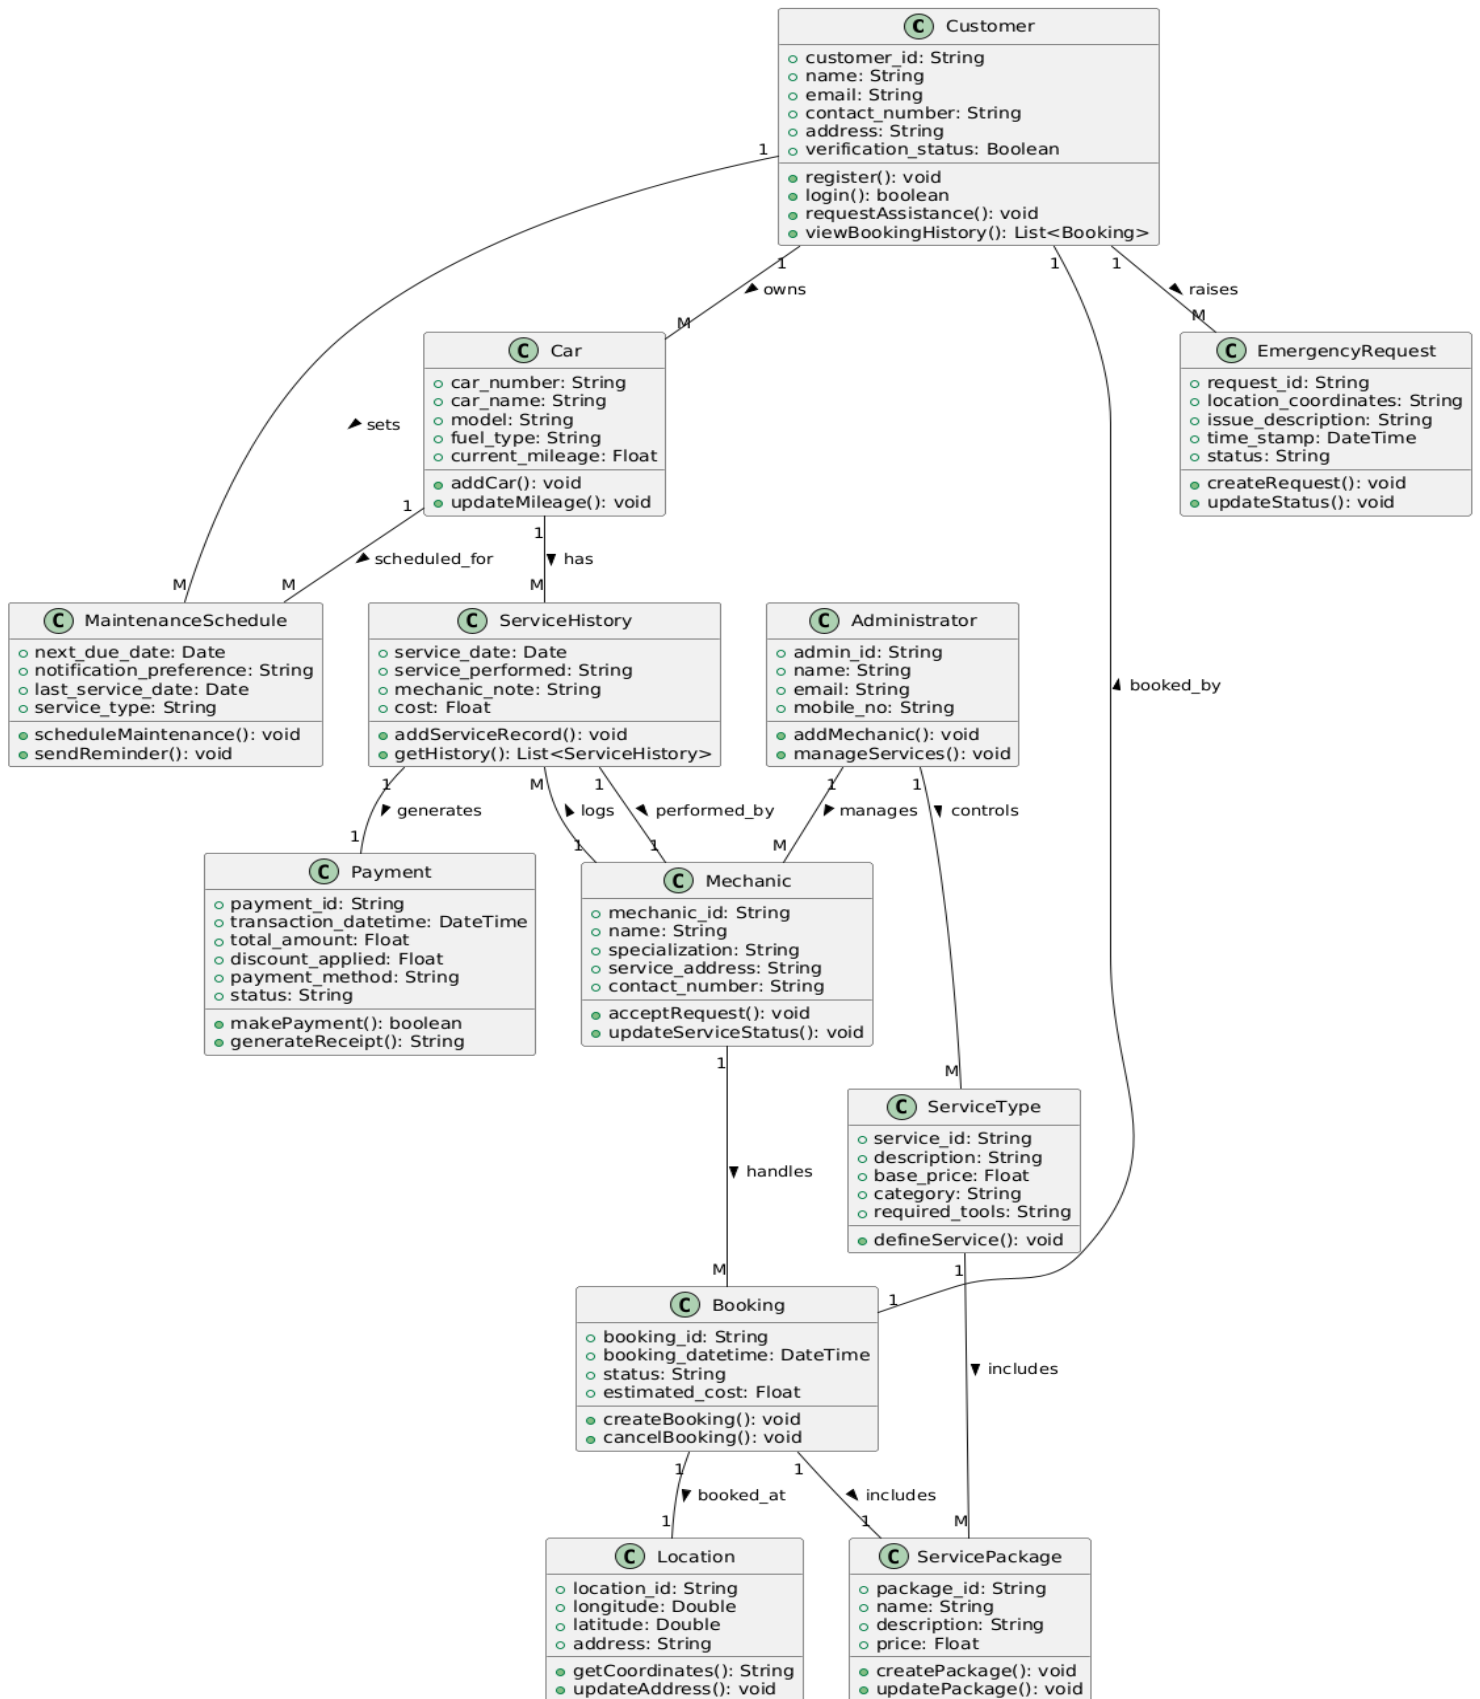 C Customer
customer_id: String
name: String
email: String
contact_number: String
address: String
verification_status: Boolean
register(): void
login(): boolean
requestAssistance(): void
viewBookingHistory(): List<Booking>
1
1
1
1
owns
raises
M
M
C Car
car_number: String
car_name: String
model: String
fuel_type: String
current_mileage: Float
addCar(): void
updateMileage(): void
C EmergencyRequest
request_id: String
location_coordinates: String
issue_description: String
time_stamp: DateTime
status: String
createRequest(): void
updateStatus(): void
sets
1
1
scheduled_for
has
M
M
M
C MaintenanceSchedule
next_due_date: Date
notification_preference: String
last_service_date: Date
service_type: String
scheduleMaintenance(): void
sendReminder(): void
C ServiceHistory
service_date: Date
service_performed: String
mechanic_note: String
cost: Float
addServiceRecord(): void
getHistory(): List<ServiceHistory>
C Administrator
admin_id: String
name: String
email: String
mobile_no: String
addMechanic(): void
manageServices(): void
booked_by
1
M
1
1
1
generates
logs
performed_by
manages
controls
1
1
1
M
C Payment
payment_id: String
transaction_datetime: DateTime
total_amount: Float
discount_applied: Float
payment_method: String
status: String
makePayment(): boolean
generateReceipt(): String
C Mechanic
mechanic_id: String
name: String
specialization: String
service_address: String
contact_number: String
acceptRequest(): void
updateServiceStatus(): void
1
M
C ServiceType
service_id: String
description: String
base_price: Float
category: String
required_tools: String
defineService(): void
handles
M
1
1
C Booking
booking_id: String
booking_datetime: DateTime
status: String
estimated_cost: Float
createBooking(): void
cancelBooking(): void
includes
1
1
booked_at
includes
1
1
M
C Location
location_id: String
longitude: Double
latitude: Double
address: String
getCoordinates(): String
updateAddress(): void
C ServicePackage
package_id: String
name: String
description: String
price: Float
createPackage(): void
updatePackage(): void